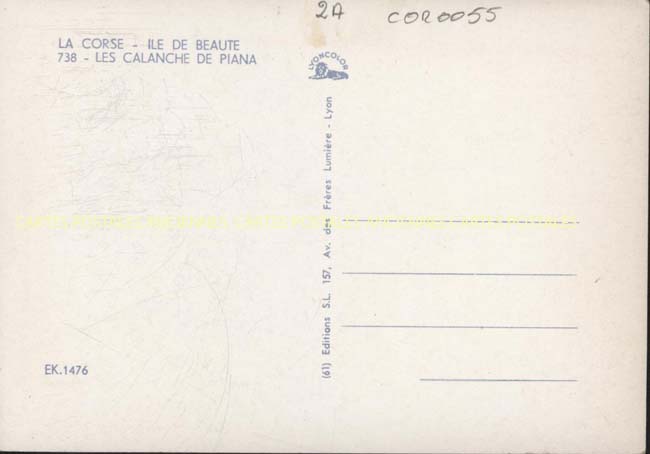 2A COR0055
LA CORSE - ILE DE BEAUTE
738 - LES CALANCHE DE PIANA
LYONCOLOR
(61) Editions S.L. 157, Av. des Frères Lumière - Lyon
EK.1476